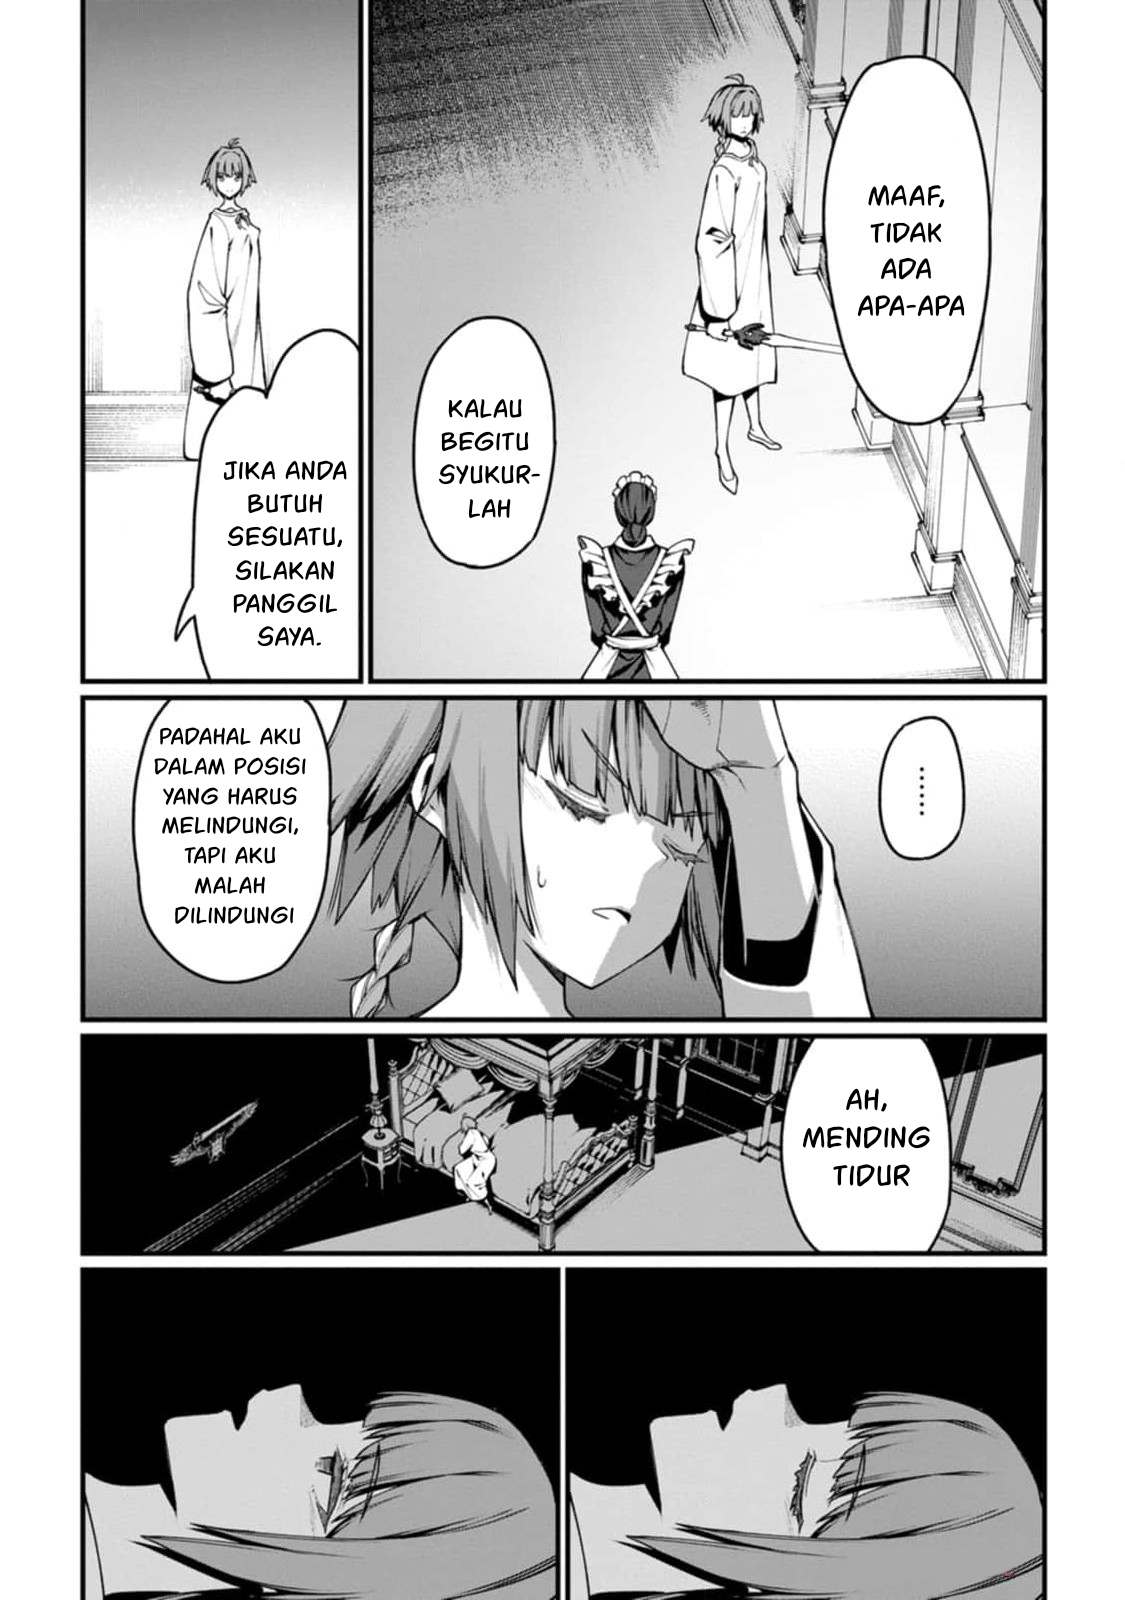 MAAF,
TIDAK
ADA
APA-APA
KALAU
BEGITU
SYUKUR-
LAH
JIKA ANDA
BUTUH
SESUATU,
SILAKAN
PANGGIL
SAYA.
......
PADAHAL AKU
DALAM POSISI
YANG HARUS
MELINDUNGI,
TAPI AKU
MALAH
DILINDUNGI
AH,
MENDING
TIDUR